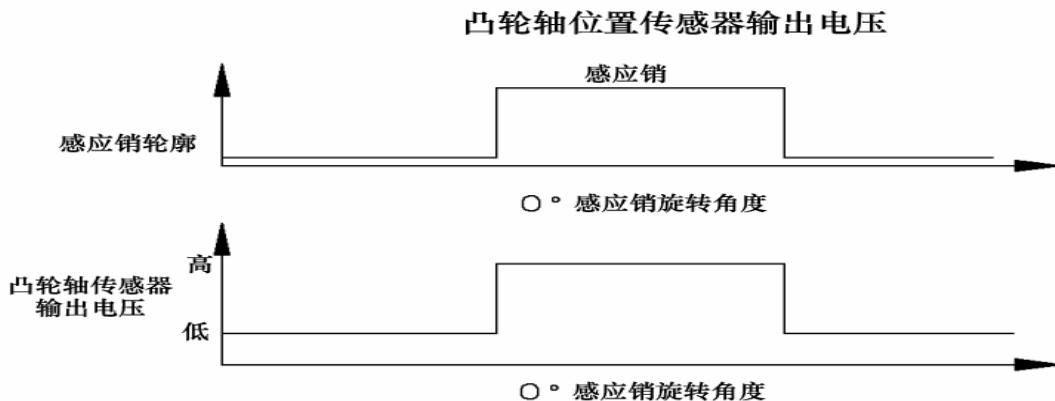 凸轮轴位置传感器输出电压
感应销
感应销轮廓
○ ° 感应销旋转角度
高
凸轮轴传感器
输出电压
低
○ ° 感应销旋转角度